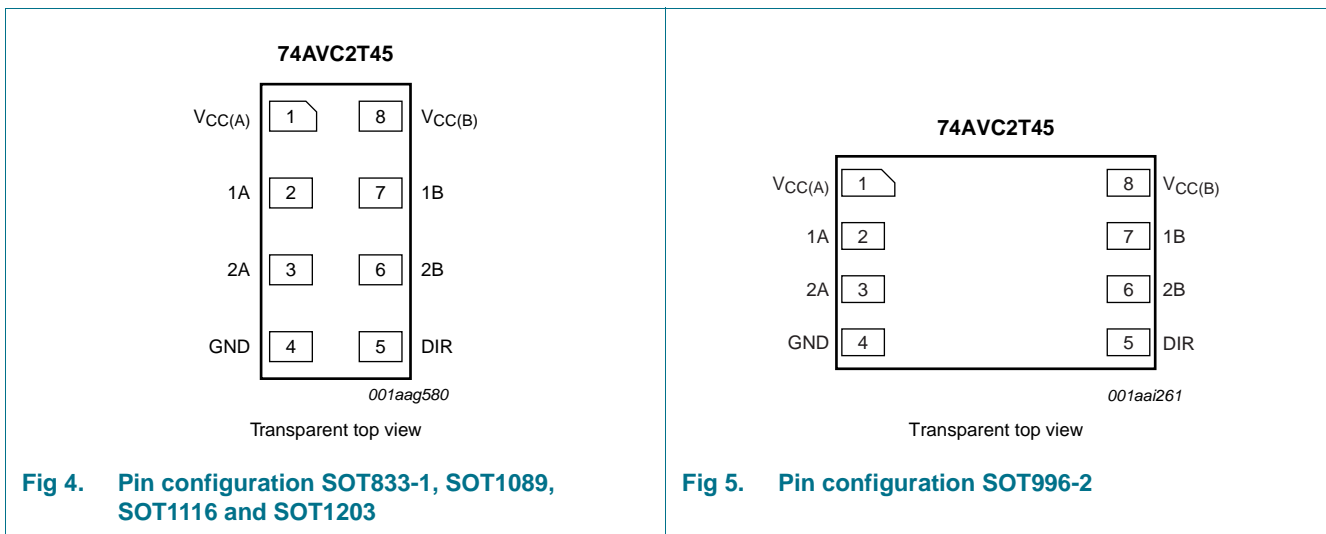 74AVC2T45
VCC(A) 1 8 VCC(B)
1A 2 7 1B
2A 3 6 2B
GND 4 5 DIR
001aag580
Transparent top view
Fig 4. Pin configuration SOT833-1, SOT1089,
SOT1116 and SOT1203
74AVC2T45
VCC(A) 1 8 VCC(B)
1A 2 7 1B
2A 3 6 2B
GND 4 5 DIR
001aai261
Transparent top view
Fig 5. Pin configuration SOT996-2